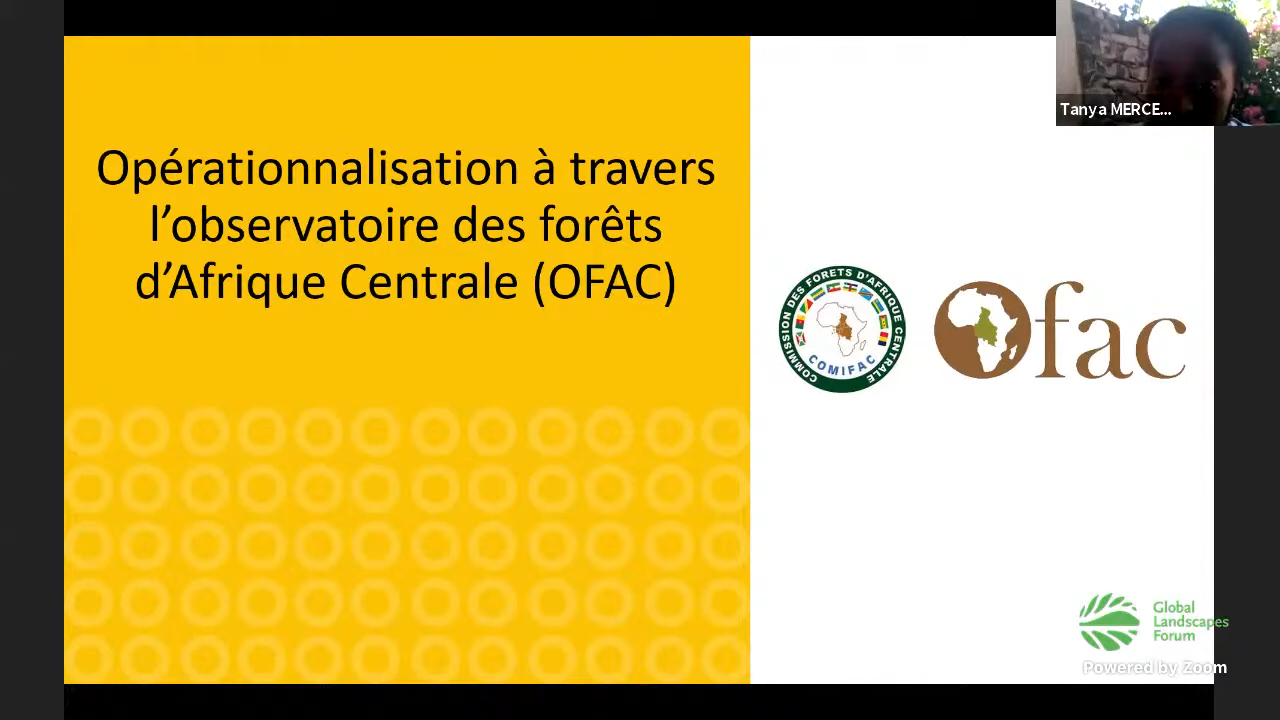 Tanya MERCE...
Opérationnalisation à travers
l'observatoire des forêts
d'Afrique Centrale (OFAC)
COMMISSION DES FORETS D'AFRIQUE CENTRALE
COMIFAC
Ofac
Global
Landscapes
Forum
Powered by Zoom